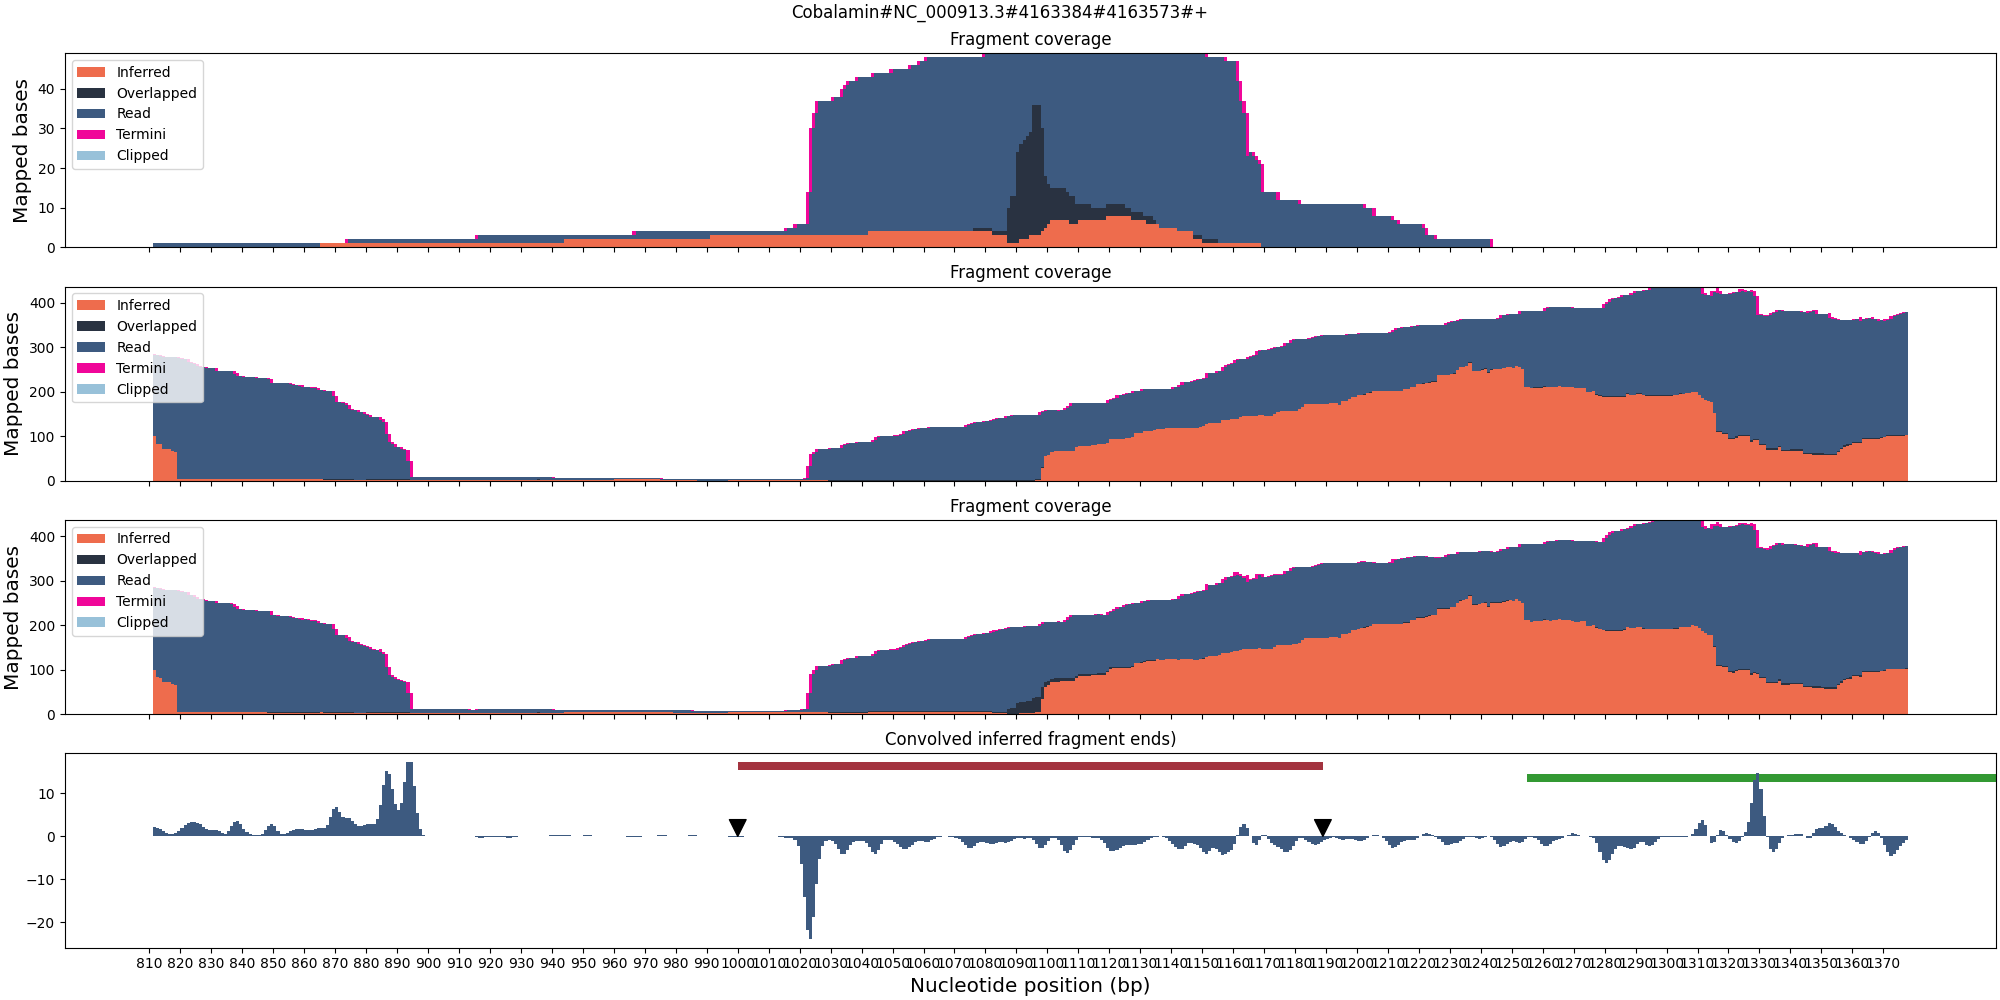 Cobalamin#NC_000913.3#4163384#4163573#+
Fragment coverage
Mapped bases
40
30
20
10
0
Inferred
Overlapped
Read
Termini
Clipped
Fragment coverage
Mapped bases
400
300
200
100
0
Inferred
Overlapped
Read
Termini
Clipped
Fragment coverage
Mapped bases
400
300
200
100
0
Inferred
Overlapped
Read
Termini
Clipped
Convolved inferred fragment ends)
10
0
−10
−20
810 820 830 840 850 860 870 880 890 900 910 920 930 940 950 960 970 980 990 1000 1010 1020 1030 1040 1050 1060 1070 1080 1090 1100 1110 1120 1130 1140 1150 1160 1170 1180 1190 1200 1210 1220 1230 1240 1250 1260 1270 1280 1290 1300 1310 1320 1330 1340 1350 1360 1370
Nucleotide position (bp)